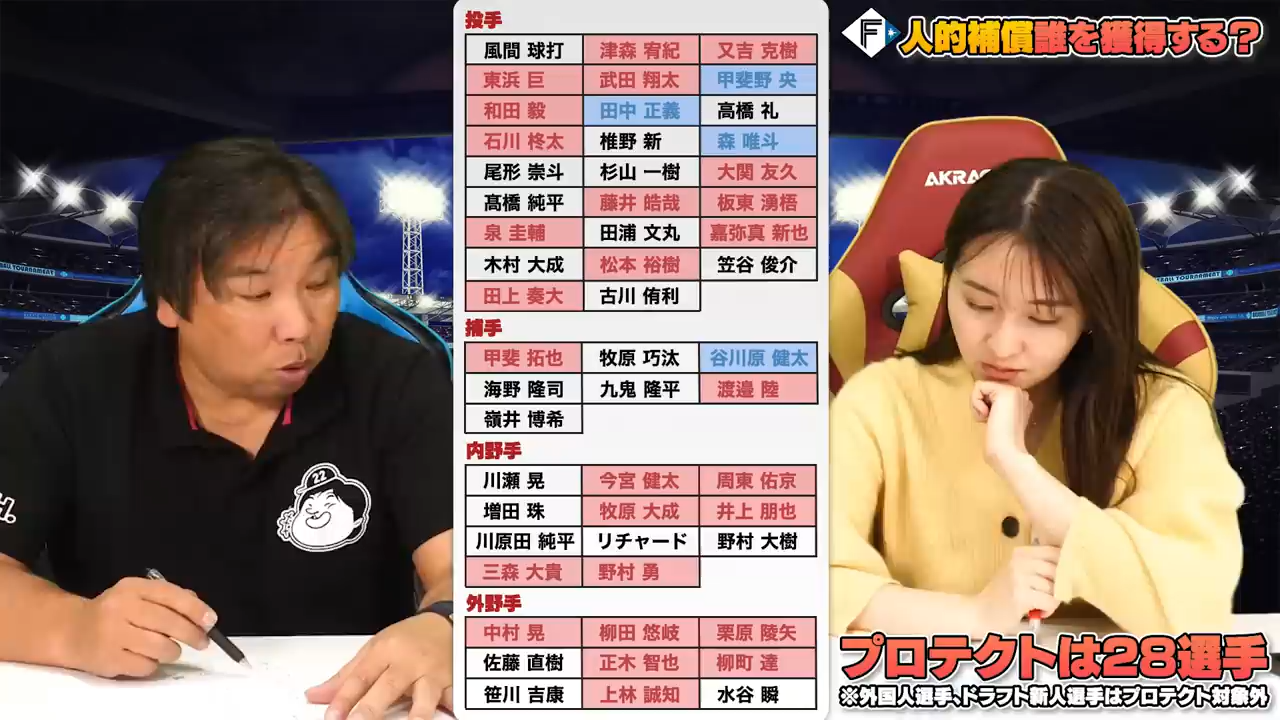 人的補償誰を獲得する?
投手
風間 球打 津森 宥紀 又吉 克樹
東浜 巨 武田 翔太 甲斐野 央
和田 毅 田中 正義 高橋 礼
石川 柊太 椎野 新 森 唯斗
尾形 崇斗 杉山 一樹 大関 友久
髙橋 純平 藤井 皓哉 板東 湧梧
泉 圭輔 田浦 文丸 嘉弥真 新也
木村 大成 松本 裕樹 笠谷 俊介
田上 奏大 古川 侑利
捕手
甲斐 拓也 牧原 巧汰 谷川原 健太
海野 隆司 九鬼 隆平 渡邉 陸
嶺井 博希
内野手
川瀬 晃 今宮 健太 周東 佑京
増田 珠 牧原 大成 井上 朋也
川原田 純平 リチャード 野村 大樹
三森 大貴 野村 勇
外野手
中村 晃 柳田 悠岐 栗原 陵矢
佐藤 直樹 正木 智也 柳町 達
笹川 吉康 上林 誠知 水谷 瞬
プロテクトは28選手
※外国人選手、ドラフト新人選手はプロテクト対象外
22
F